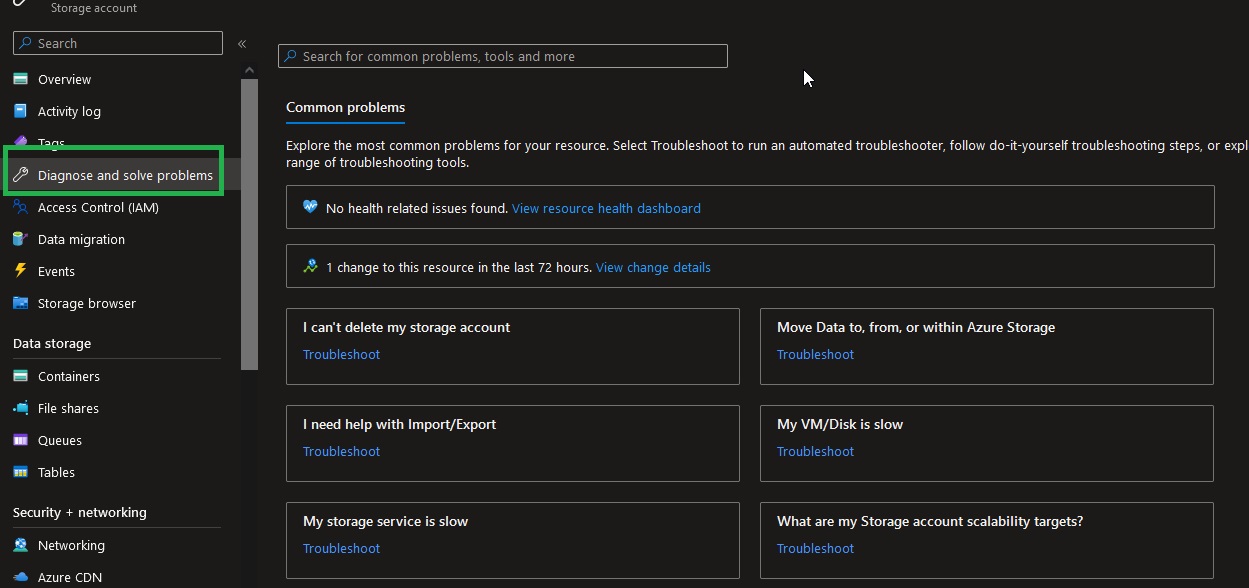 Storage account
Search
«
Overview
Activity log
Tags
Diagnose and solve problems
Access Control (IAM)
Data migration
Events
Storage browser
Data storage
Containers
File shares
Queues
Tables
Security + networking
Networking
Azure CDN
Search for common problems, tools and more
Common problems
Explore the most common problems for your resource. Select Troubleshoot to run an automated troubleshooter, follow do-it-yourself troubleshooting steps, or expl
range of troubleshooting tools.
No health related issues found. View resource health dashboard
1 change to this resource in the last 72 hours. View change details
I can't delete my storage account
Troubleshoot
Move Data to, from, or within Azure Storage
Troubleshoot
I need help with Import/Export
Troubleshoot
My VM/Disk is slow
Troubleshoot
My storage service is slow
Troubleshoot
What are my Storage account scalability targets?
Troubleshoot